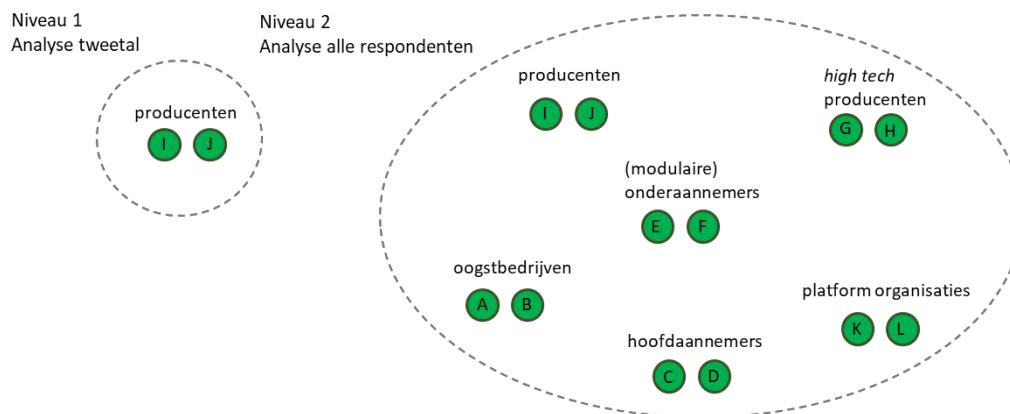 Niveau 1
Analyse tweetal
producenten
I J
Niveau 2
Analyse alle respondenten
producenten
I J
high tech
producenten
G H
(modulaire)
onderaannemers
E F
oogstbedrijven
A B
platform organisaties
K L
hoofdaannemers
C D